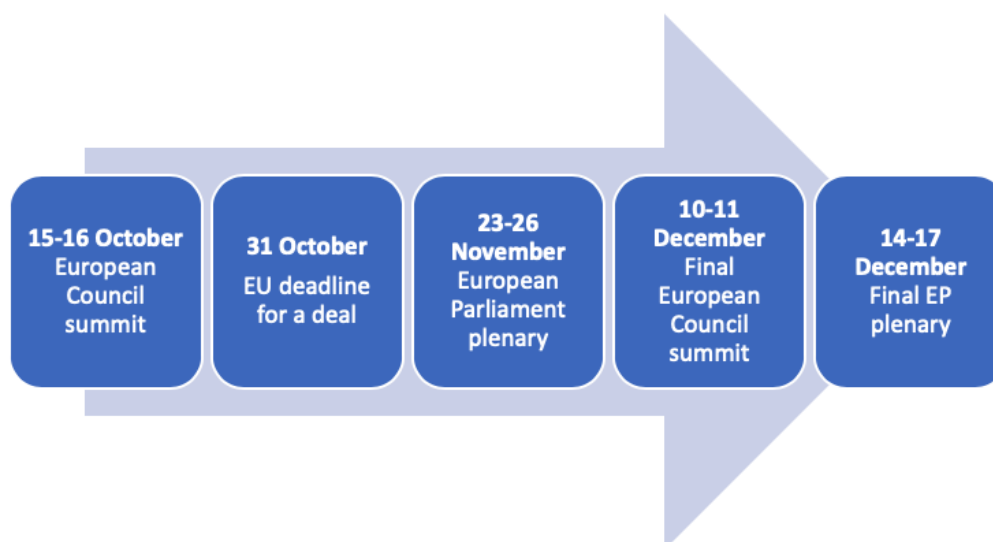 15-16 October
European
Council
summit
31 October
EU deadline
for a deal
23-26
November
European
Parliament
plenary
10-11
December
Final
European
Council
summit
14-17
December
Final EP
plenary